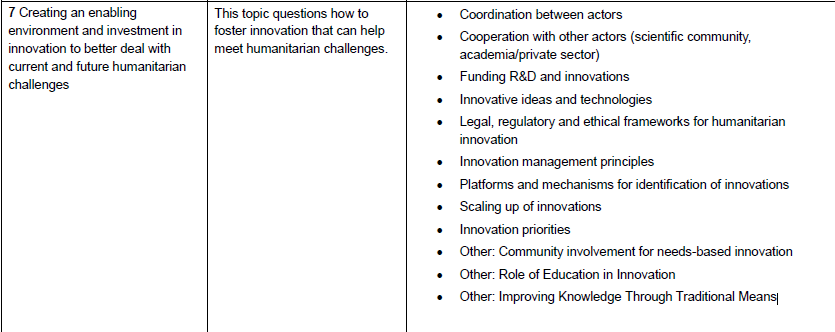 7 Creating an enabling
environment and investment in
innovation to better deal with
current and future humanitarian
challenges
This topic questions how to
foster innovation that can help
meet humanitarian challenges.
• Coordination between actors
• Cooperation with other actors (scientific community,
academia/private sector)
• Funding R&D and innovations
• Innovative ideas and technologies
• Legal, regulatory and ethical frameworks for humanitarian
innovation
• Innovation management principles
• Platforms and mechanisms for identification of innovations
• Scaling up of innovations
• Innovation priorities
• Other: Community involvement for needs-based innovation
• Other: Role of Education in Innovation
• Other: Improving Knowledge Through Traditional Means